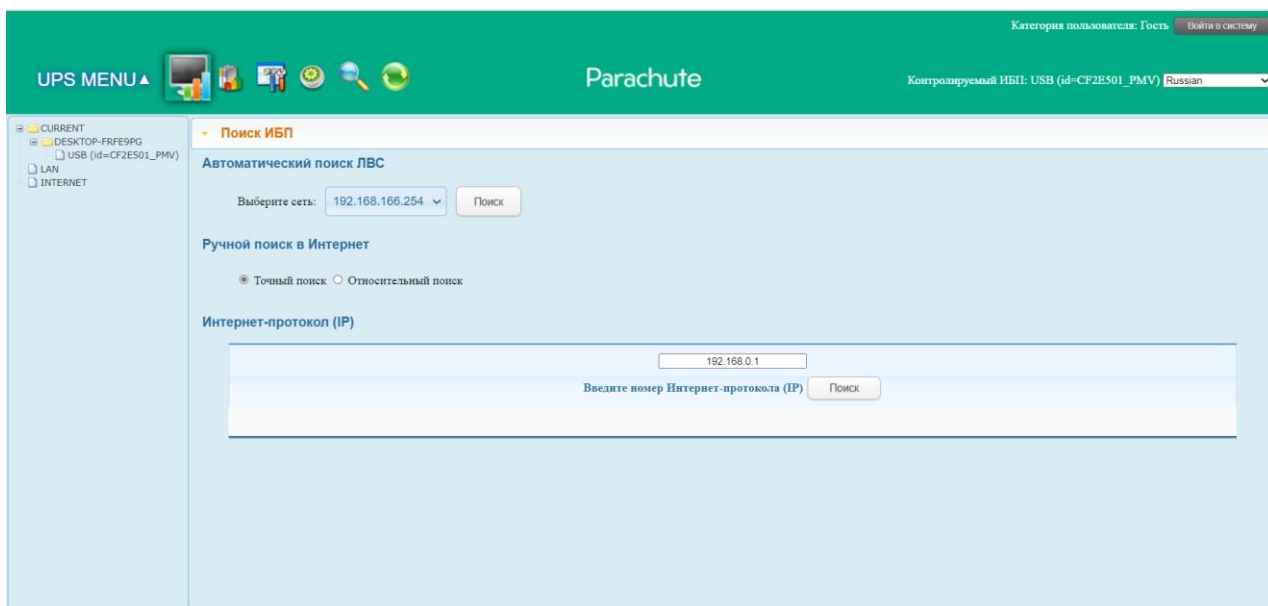 Категория пользователя: Гость Войти в систему
UPS MENU▲ Parachute Контролируемый ИБП: USB (id=CF2E501_PMV) Russian
CURRENT
DESKTOP-FRFE9PG
USB (id=CF2E501_PMV)
LAN
INTERNET
Поиск ИБП
Автоматический поиск ЛВС
Выберите сеть: 192.168.166.254 Поиск
Ручной поиск в Интернет
Точный поиск Относительный поиск
Интернет-протокол (IP)
192.168.0.1
Введите номер Интернет-протокола (IP) Поиск